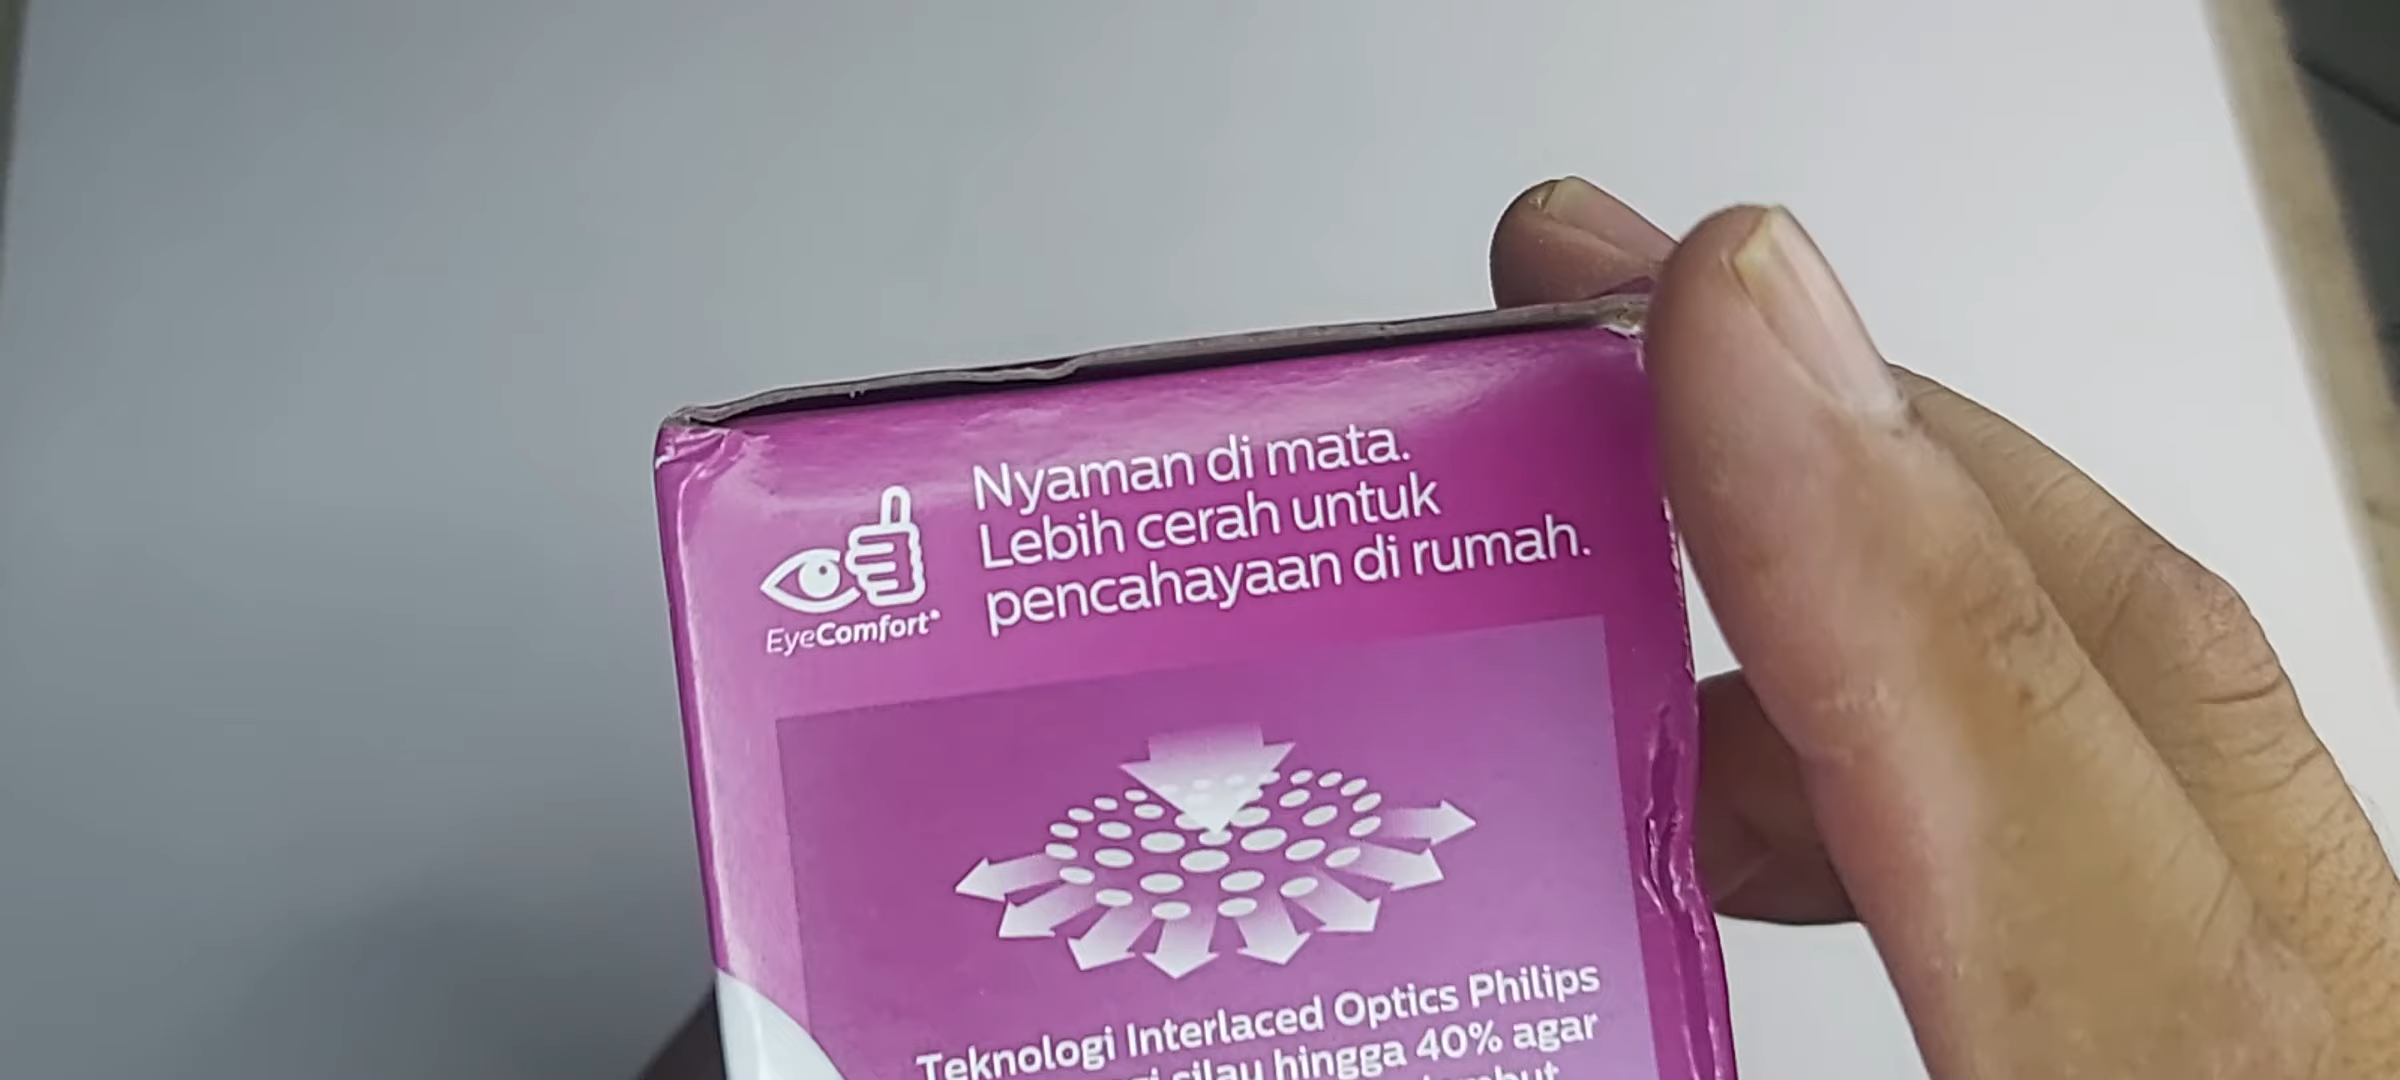 Nyaman di mata.
Lebih cerah untuk
pencahayaan di rumah.
EyeComfort*
Teknologi Interlaced Optics Philips
silau hingga 40% agar